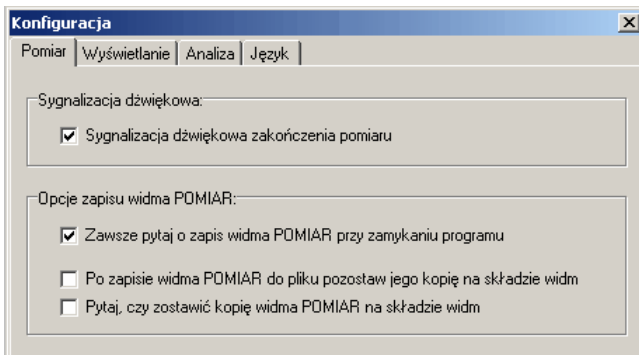 Konfiguracja
Pomiar Wyświetlanie Analiza Język
Sygnalizacja dźwiękowa:
Sygnalizacja dźwiękowa zakończenia pomiaru
Opcje zapisu widma POMIAR:
Zawsze pytaj o zapis widma POMIAR przy zamykaniu programu
Po zapisie widma POMIAR do pliku pozostaw jego kopię na składzie widm
Pytaj, czy zostawić kopię widma POMIAR na składzie widm